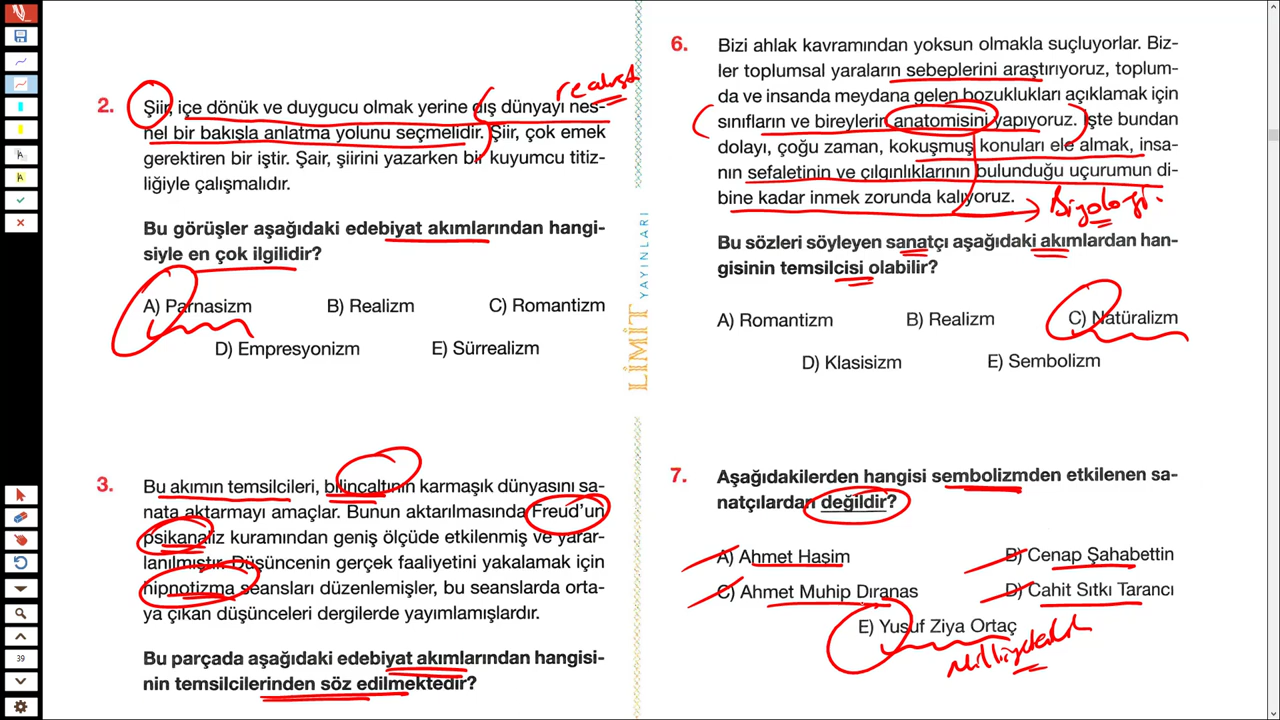 2.
Şiir, içe dönük ve duygucu olmak yerine dış dünyayı nes-
nel bir bakışla anlatma yolunu seçmelidir. Şiir, çok emek
gerektiren bir iştir. Şair, şiirini yazarken bir kuyumcu titiz-
liğiyle çalışmalıdır.
Bu görüşler aşağıdaki edebiyat akımlarından hangi-
siyle en çok ilgilidir?
A) Parnasizm B) Realizm C) Romantizm
D) Empresyonizm E) Sürrealizm
3.
Bu akımın temsilcileri, bilinçaltının karmaşık dünyasını sa-
nata aktarmayı amaçlar. Bunun aktarılmasında Freud'un
psikanaliz kuramından geniş ölçüde etkilenmiş ve yarar-
lanılmıştır. Düşüncenin gerçek faaliyetini yakalamak için
hipnotizma seansları düzenlemişler, bu seanslarda orta-
ya çıkan düşünceleri dergilerde yayımlamışlardır.
Bu parçada aşağıdaki edebiyat akımlarından hangisi-
nin temsilcilerinden söz edilmektedir?
LİMİT YAYINLARI
6.
Bizi ahlak kavramından yoksun olmakla suçluyorlar. Biz-
ler toplumsal yaraların sebeplerini araştırıyoruz, toplum-
da ve insanda meydana gelen bozuklukları açıklamak için
sınıfların ve bireylerin anatomisini yapıyoruz. İşte bundan
dolayı, çoğu zaman, kokuşmuş konuları ele almak, insa-
nın sefaletinin ve çılgınlıklarının bulunduğu uçurumun di-
bine kadar inmek zorunda kalıyoruz.
Bu sözleri söyleyen sanatçı aşağıdaki akımlardan han-
gisinin temsilcisi olabilir?
A) Romantizm B) Realizm C) Natüralizm
D) Klasisizm E) Sembolizm
7.
Aşağıdakilerden hangisi sembolizmden etkilenen sa-
natçılardan değildir?
A) Ahmet Haşim B) Cenap Şahabettin
C) Ahmet Muhip Dıranas D) Cahit Sıtkı Tarancı
E) Yusuf Ziya Ortaç
39